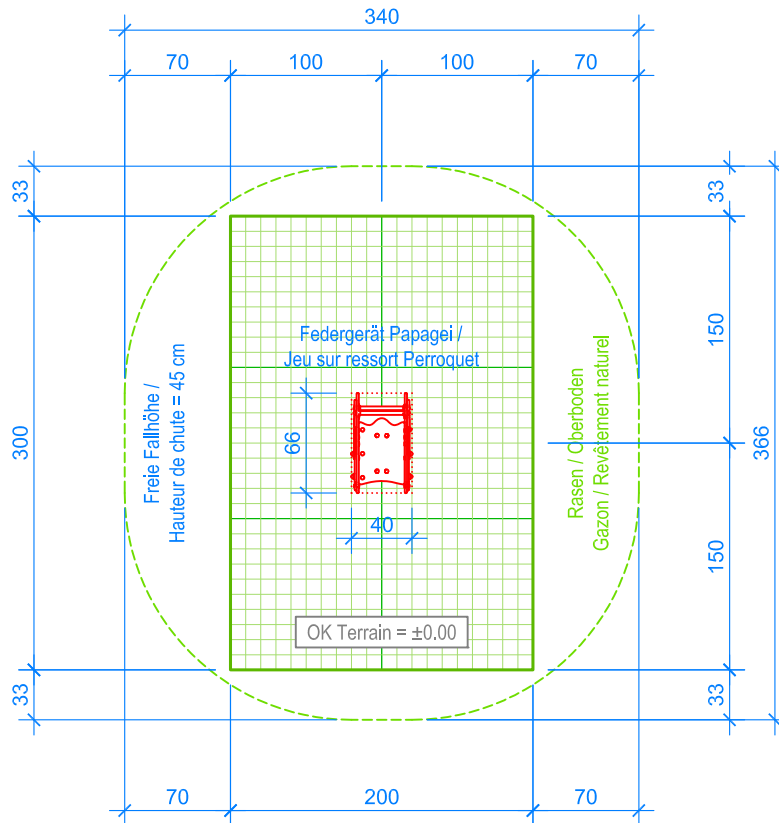 340
70
100
100
70
33
33
Federgerät Papagei /
Jeu sur ressort Perroquet
150
Freie Fallhöhe /
Hauteur de chute = 45 cm
Rasen / Oberboden
Gazon / Revêtement naturel
300
66
366
40
150
OK Terrain = ±0.00
33
33
70
200
70